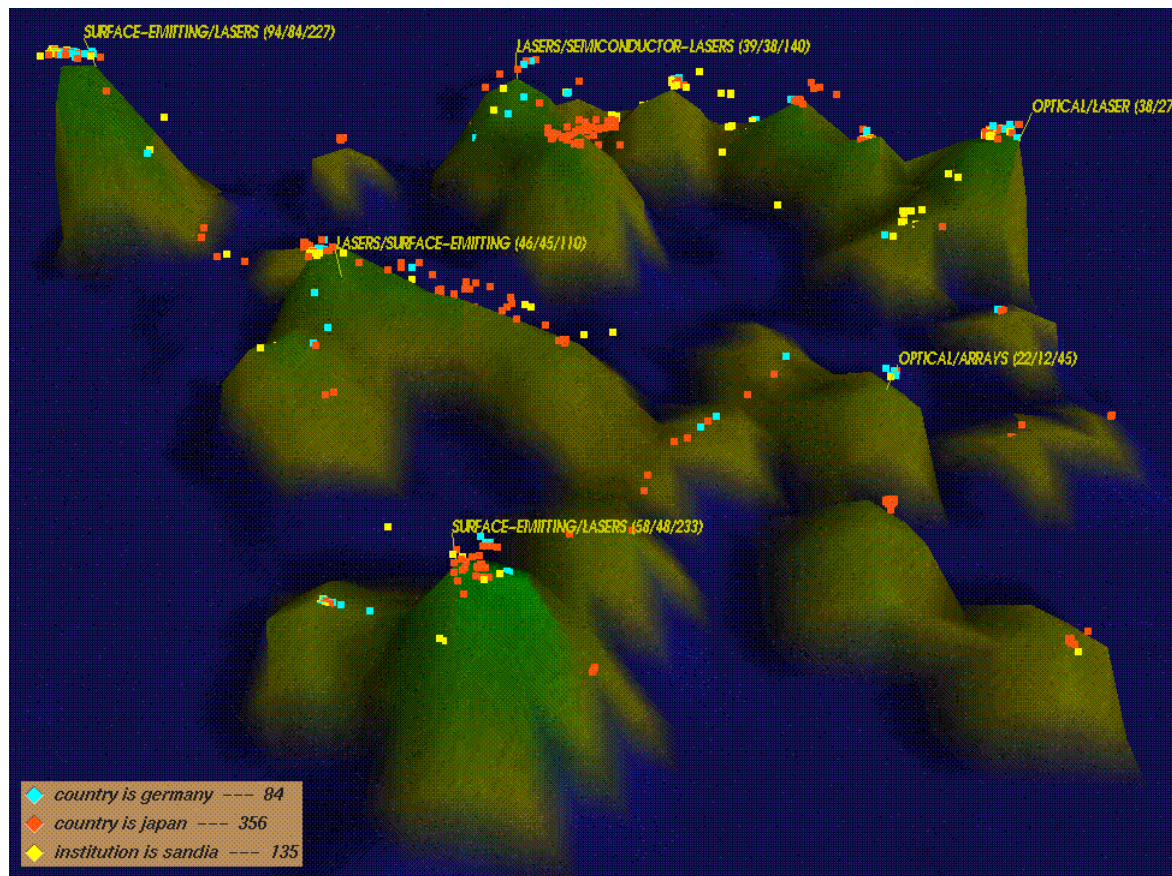 SURFACE-EMITTING/LASERS (94/84/227)
LASERS/SEMICONDUCTOR-LASERS (39/38/140)
OPTICAL/LASER (38/27
LASERS/SURFACE-EMITTING (46/45/110)
OPTICAL/ARRAYS (22/12/45)
SURFACE-EMITTING/LASERS (58/48/233)
country is germany --- 84
country is japan --- 356
institution is sandia --- 135